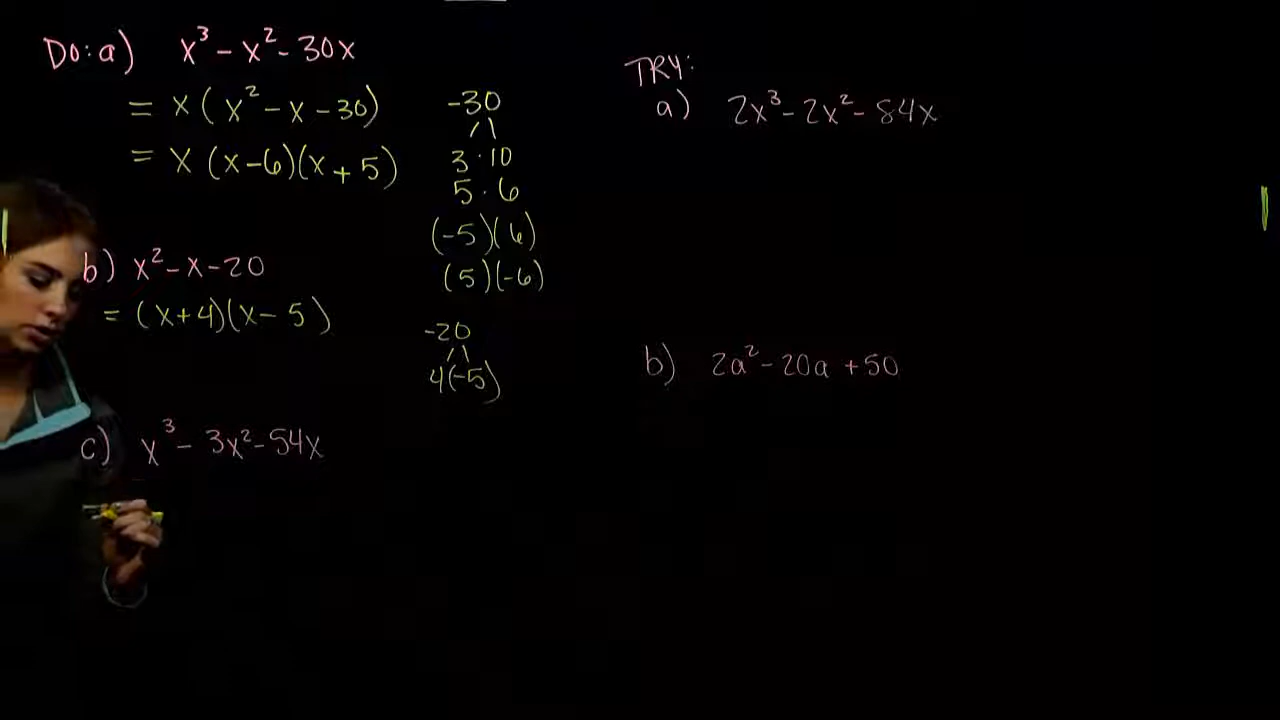 DO: a) x³ - x² - 30x
= x (x² - x - 30)
= x (x - 6)(x + 5)
-30
3 · 10
5 · 6
(-5)(6)
(5)(-6)
b) x² - x - 20
= (x + 4)(x - 5)
-20
4(-5)
c) x³ - 3x² - 54x
=
TRY:
a) 2x³ - 2x² - 84x
b) 2a² - 20a + 50